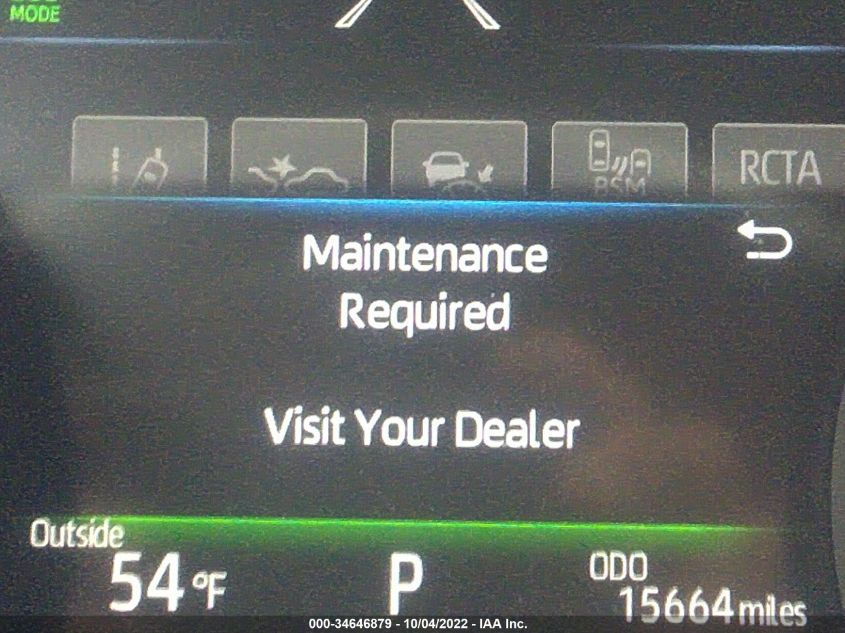 MODE
BSM
RCTA
Maintenance
Required
Visit Your Dealer
Outside
54 °F
P
ODO
15664 miles
000-34646879 - 10/04/2022 - IAA Inc.